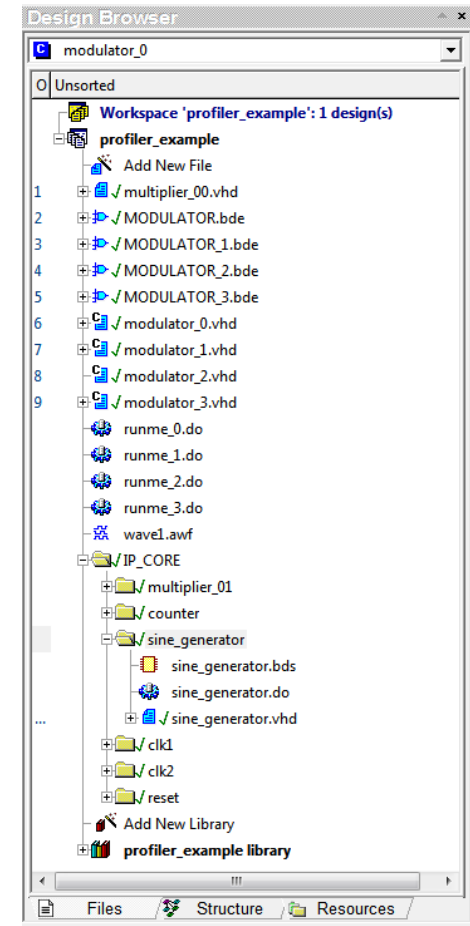 Design Browser
C modulator_0
O Unsorted
Workspace 'profiler_example': 1 design(s)
profiler_example
Add New File
1 multiplier_00.vhd
2 MODULATOR.bde
3 MODULATOR_1.bde
4 MODULATOR_2.bde
5 MODULATOR_3.bde
6 C modulator_0.vhd
7 C modulator_1.vhd
8 C modulator_2.vhd
9 C modulator_3.vhd
runme_0.do
runme_1.do
runme_2.do
runme_3.do
wave1.awf
IP_CORE
multiplier_01
counter
sine_generator
sine_generator.bds
sine_generator.do
... sine_generator.vhd
clk1
clk2
reset
Add New Library
profiler_example library
Files Structure Resources